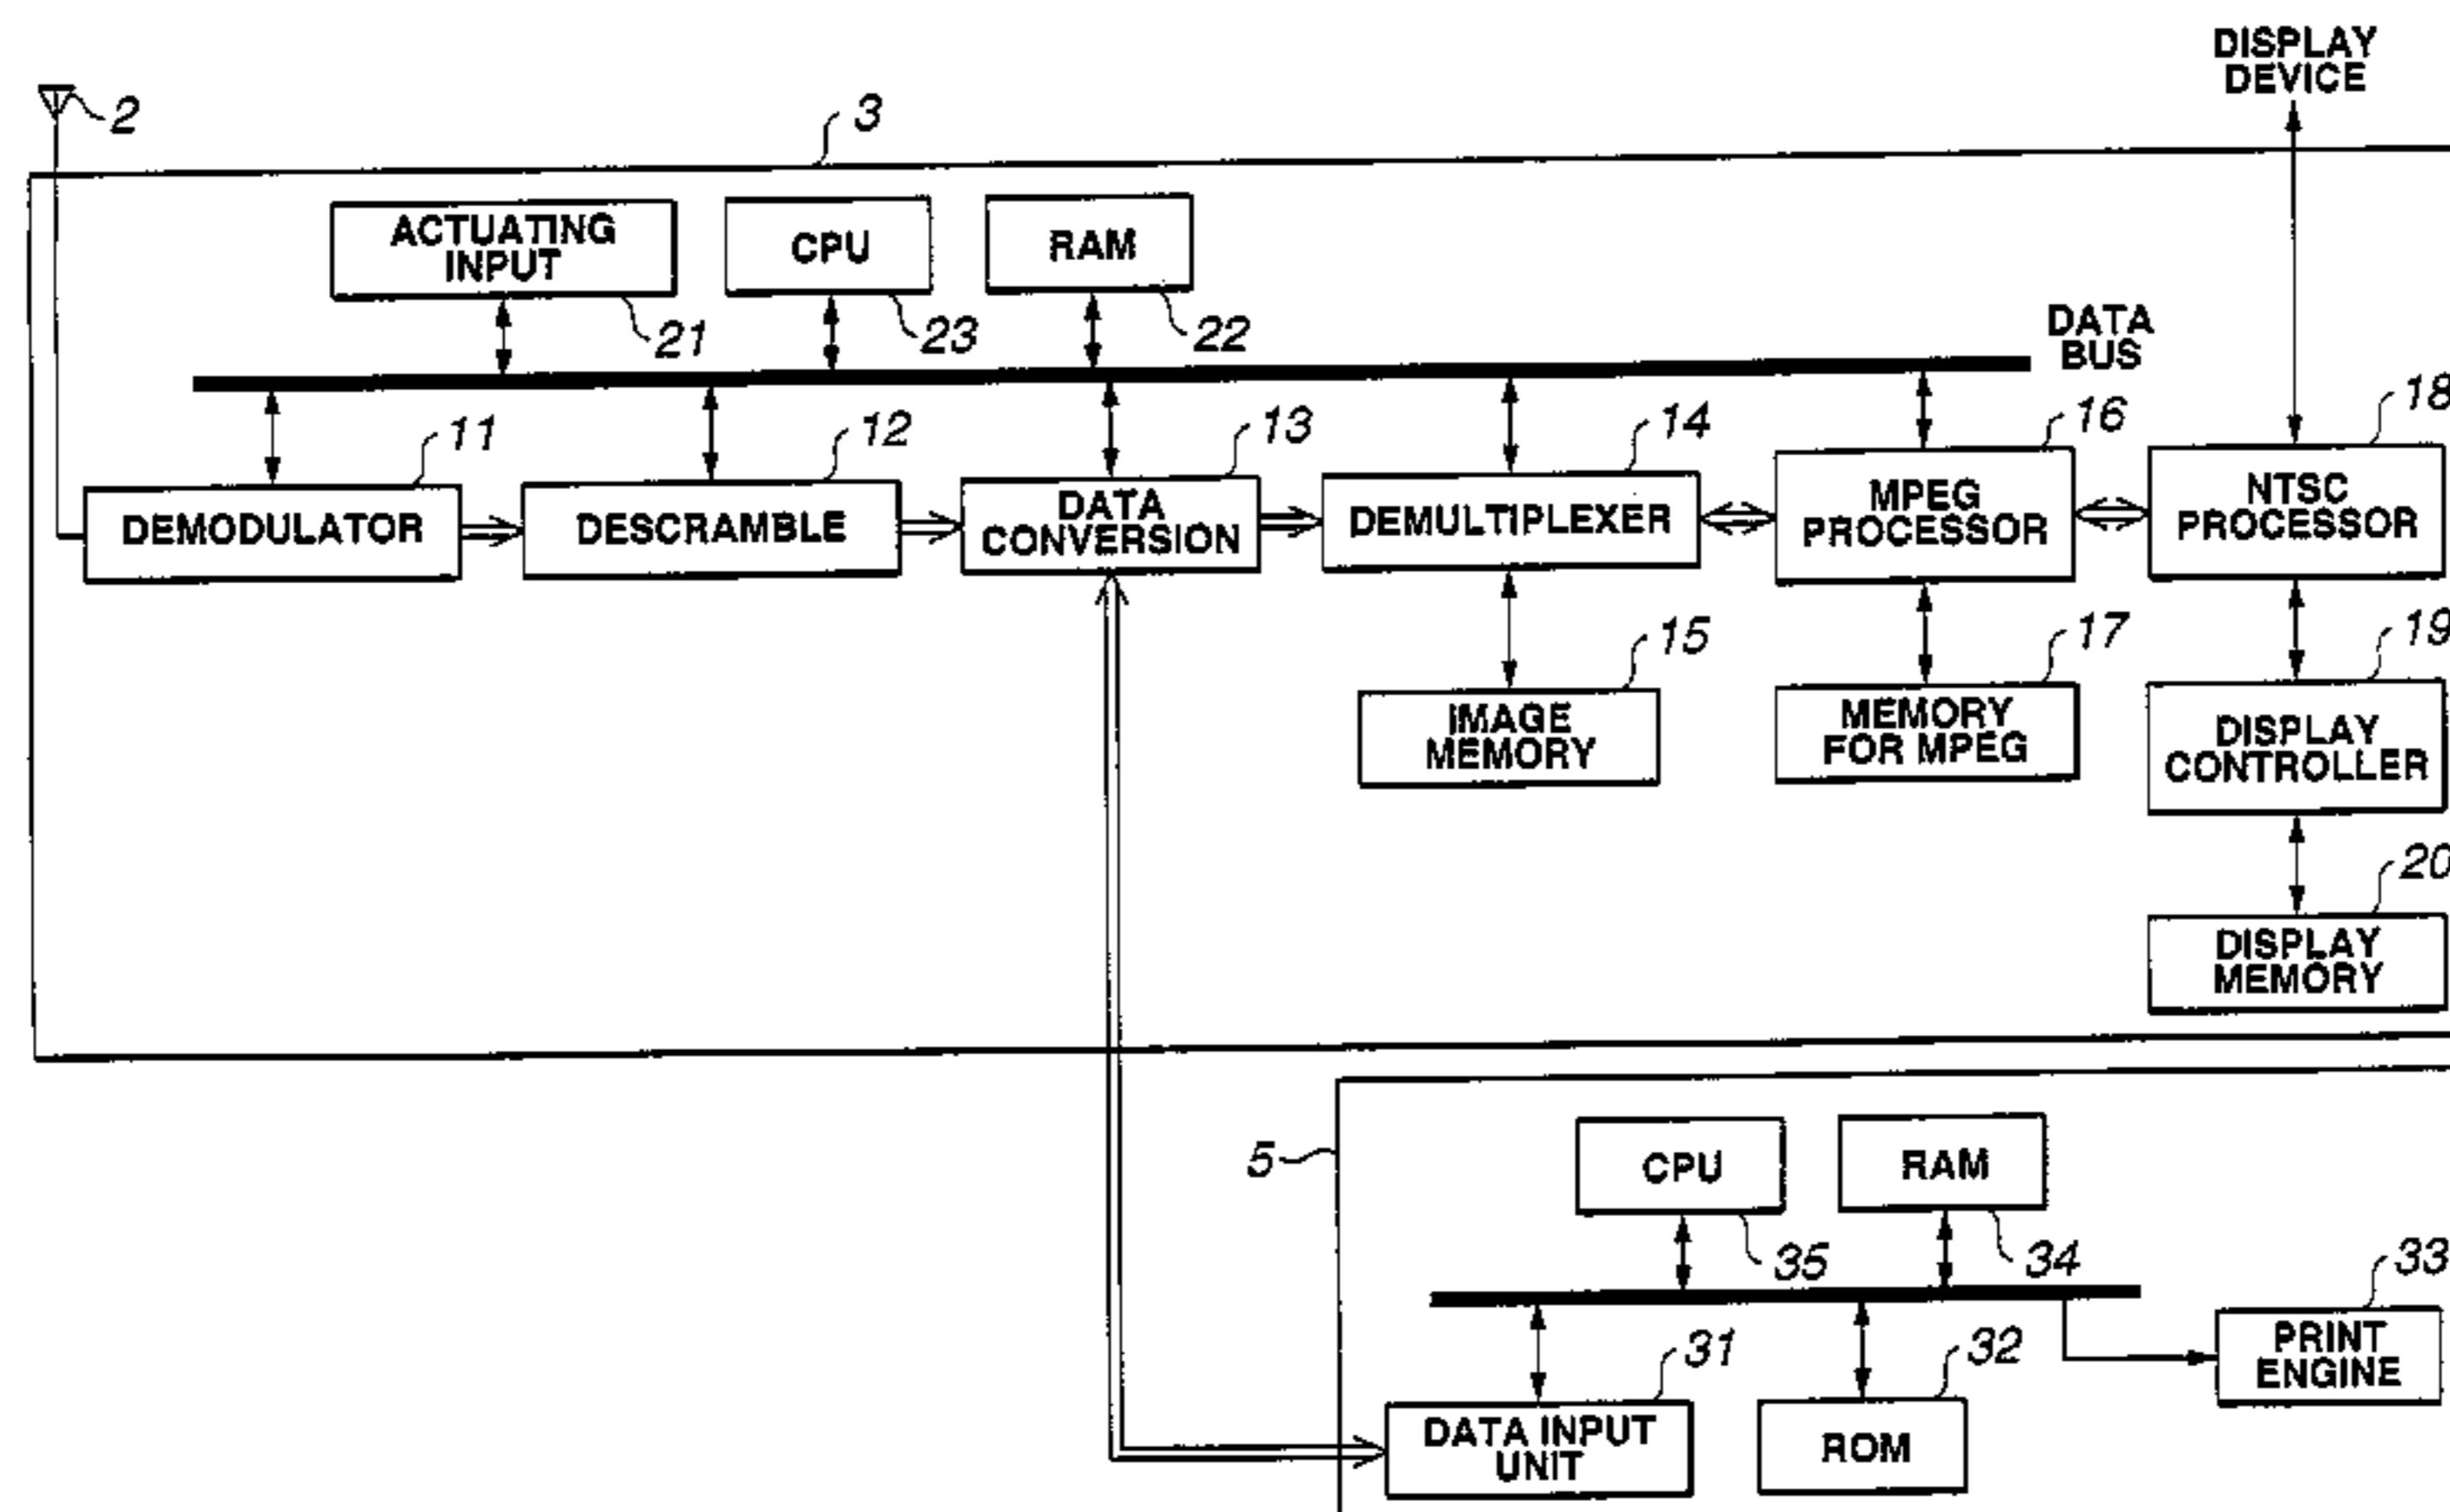 DISPLAY
DEVICE
2
3
ACTUATING
INPUT
CPU
RAM
21
23
22
DATA
BUS
11
12
13
14
16
18
DEMODULATOR
DESCRAMBLE
DATA
CONVERSION
DEMULTIPLEXER
MPEG
PROCESSOR
NTSC
PROCESSOR
15
17
19
IMAGE
MEMORY
MEMORY
FOR MPEG
DISPLAY
CONTROLLER
20
DISPLAY
MEMORY
5
CPU
RAM
35
34
33
31
32
PRINT
ENGINE
DATA INPUT
UNIT
ROM